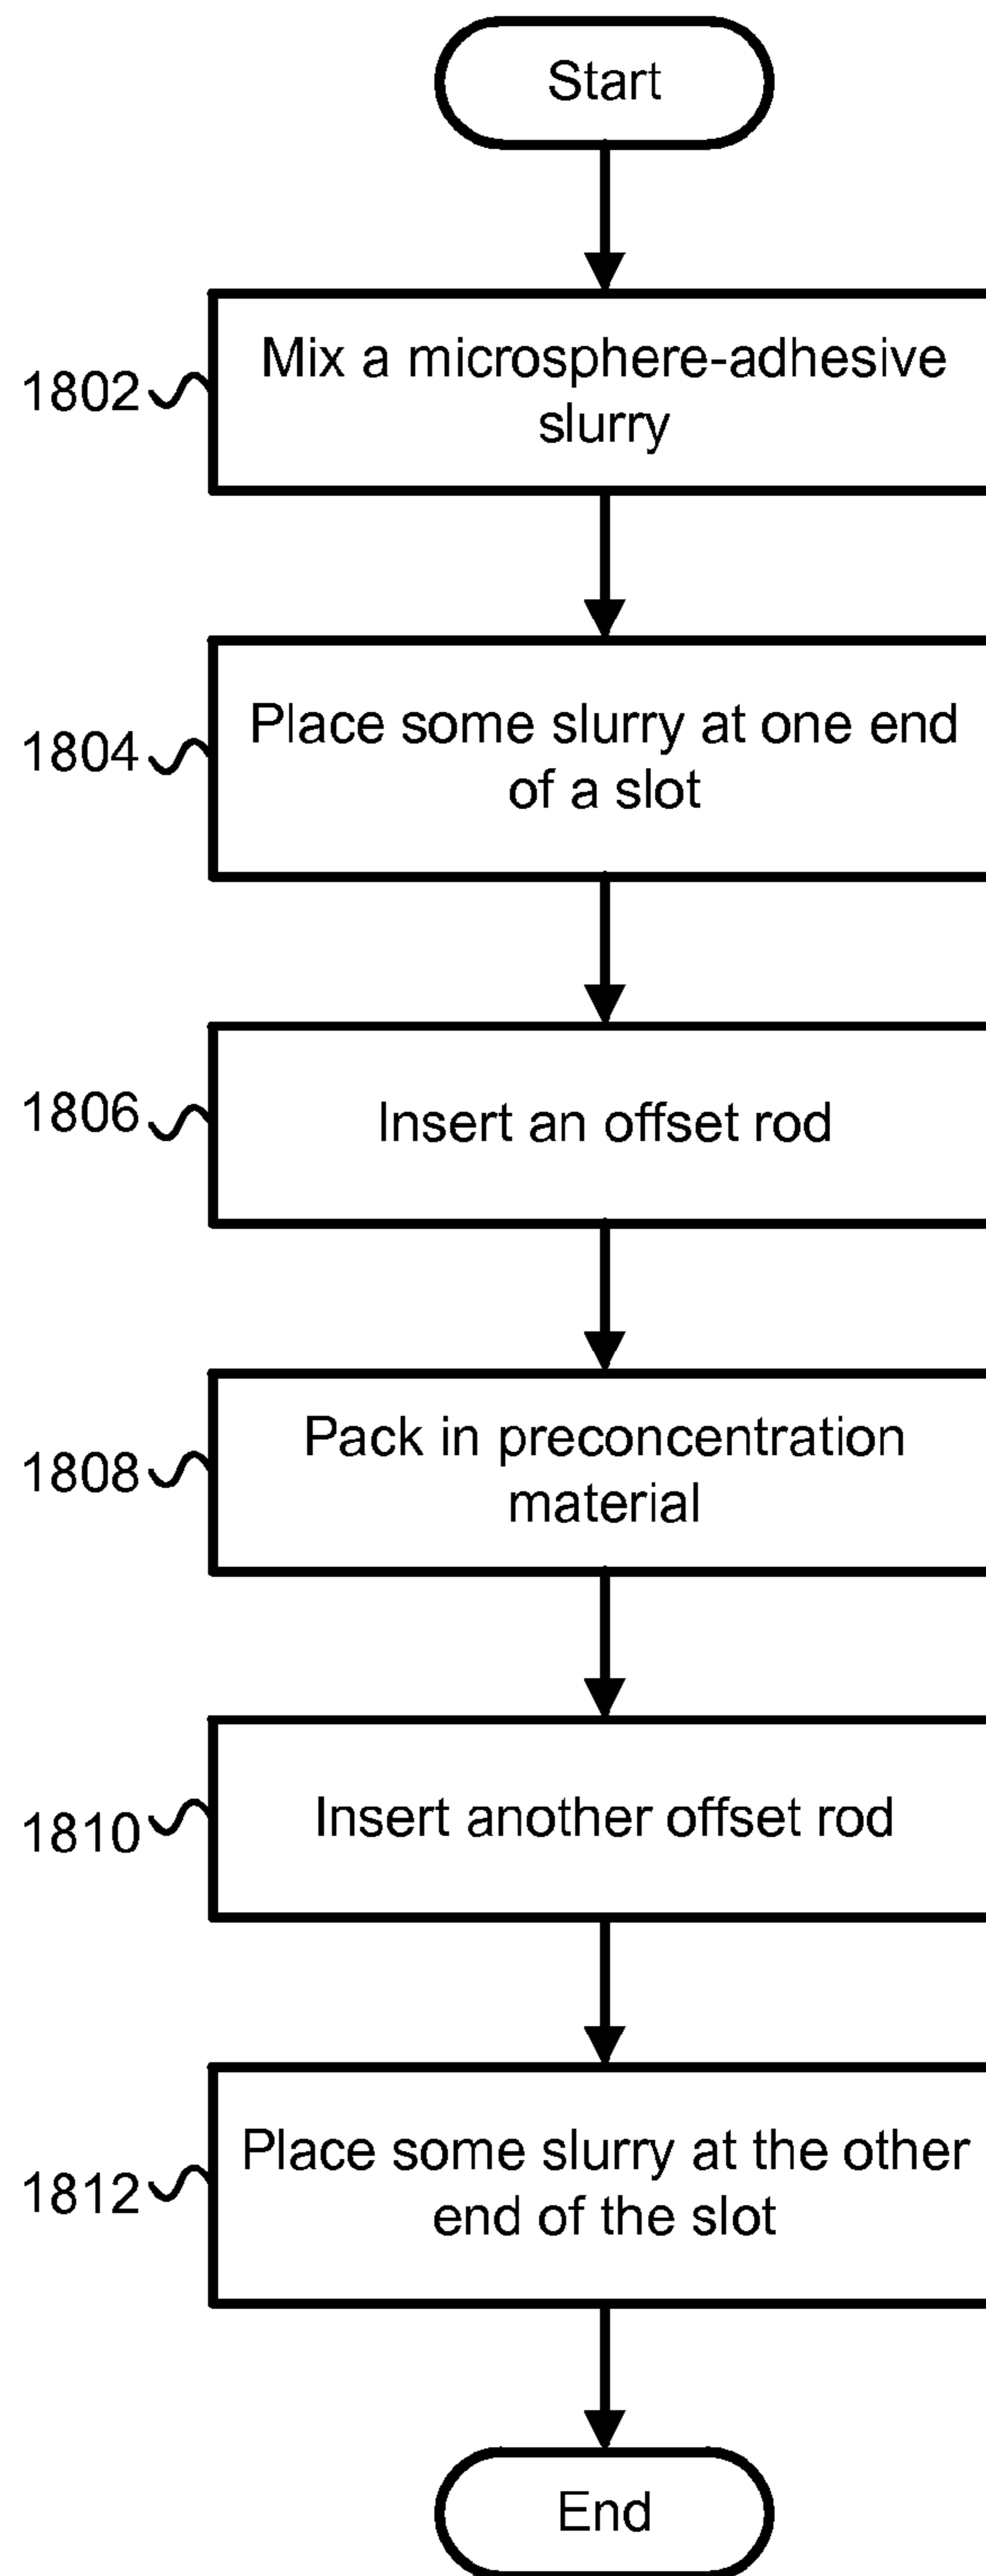 Start
1802
Mix a microsphere-adhesive
slurry
1804
Place some slurry at one end
of a slot
1806
Insert an offset rod
1808
Pack in preconcentration
material
1810
Insert another offset rod
1812
Place some slurry at the other
end of the slot
End